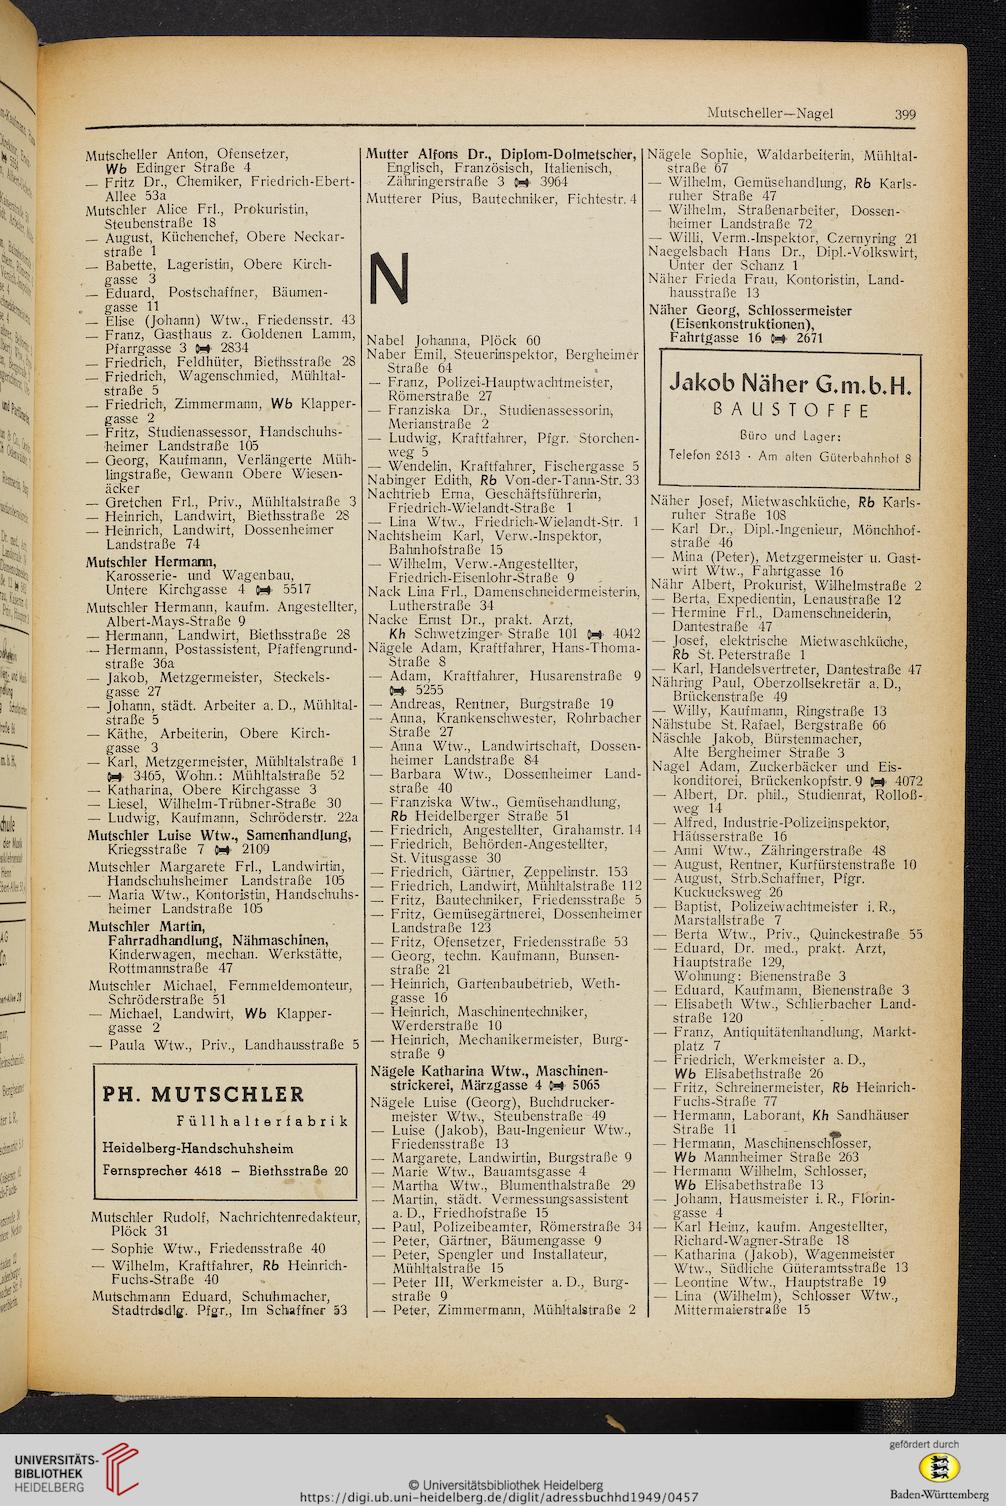 Mutscheller—Nagel 399
Mutscheller Anton, Ofensetzer,
Wb Edinger Straße 4
— Fritz Dr., Chemiker, Friedrich-Ebert-
Allee 53a
Mutschler Alice Frl., Prokuristin,
Steubenstraße 18
— August, Küchenchef, Obere Neckar-
straße 1
— Babette, Lageristin, Obere Kirch-
gasse 3
— Eduard, Postschaffner, Bäumen-
gasse 11
— Elise (Johann) Wtw., Friedensstr. 43
— Franz, Gasthaus z. Goldenen Lamm,
Pfarrgasse 3 2834
— Friedrich, Feldhüter, Biethsstraße 28
— Friedrich, Wagenschmied, Mühltal-
straße 5
— Friedrich, Zimmermann, Wb Klapper-
gasse 2
— Fritz, Studienassessor, Handschuhs-
heimer Landstraße 105
— Georg, Kaufmann, Verlängerte Müh-
lingstraße, Gewann Obere Wiesen-
äcker
— Gretchen Frl., Priv., Mühltalstraße 3
— Heinrich, Landwirt, Biethsstraße 28
— Heinrich, Landwirt, Dossenheimer
Landstraße 74
Mutschler Hermann,
Karosserie- und Wagenbau,
Untere Kirchgasse 4 5517
Mutschler Hermann, kaufm. Angestellter,
Albert-Mays-Straße 9
— Hermann, Landwirt, Biethsstraße 28
— Hermann, Postassistent, Pfaffengrund-
straße 36a
— Jakob, Metzgermeister, Steckels-
gasse 27
— Johann, städt. Arbeiter a. D., Mühltal-
straße 5
— Käthe, Arbeiterin, Obere Kirch-
gasse 3
— Karl, Metzgermeister, Mühltalstraße 1
3465, Wohn.: Mühltalstraße 52
— Katharina, Obere Kirchgasse 3
— Liesel, Wilhelm-Trübner-Straße 30
— Ludwig, Kaufmann, Schröderstr. 22a
Mutschler Luise Wtw., Samenhandlung,
Kriegsstraße 7 2109
Mutschler Margarete Frl., Landwirtin,
Handschuhsheimer Landstraße 105
— Maria Wtw., Kontoristin, Handschuhs-
heimer Landstraße 105
Mutschler Martin,
Fahrradhandlung, Nähmaschinen,
Kinderwagen, mechan. Werkstätte,
Rottmannstraße 47
Mutschler Michael, Fernmeldemonteur,
Schröderstraße 51
— Michael, Landwirt, Wb Klapper-
gasse 2
— Paula Wtw., Priv., Landhausstraße 5
PH. MUTSCHLER
Füllhalterfabrik
Heidelberg-Handschuhsheim
Fernsprecher 4618 – Biethsstraße 20
Mutschler Rudolf, Nachrichtenredakteur,
Plöck 31
— Sophie Wtw., Friedensstraße 40
— Wilhelm, Kraftfahrer, Rb Heinrich-
Fuchs-Straße 40
Mutschmann Eduard, Schuhmacher,
Stadtrdsdlg. Pfgr., Im Schaffner 53
Mutter Alfons Dr., Diplom-Dolmetscher,
Englisch, Französisch, Italienisch,
Zähringerstraße 3 3964
Mutterer Pius, Bautechniker, Fichtestr. 4
N
Nabel Johanna, Plöck 60
Naber Emil, Steuerinspektor, Bergheimer
Straße 64
— Franz, Polizei-Hauptwachtmeister,
Römerstraße 27
— Franziska Dr., Studienassessorin,
Merianstraße 2
— Ludwig, Kraftfahrer, Pfgr. Storchen-
weg 5
— Wendelin, Kraftfahrer, Fischergasse 5
Nabinger Edith, Rb Von-der-Tann-Str. 33
Nachtrieb Erna, Geschäftsführerin,
Friedrich-Wielandt-Straße 1
— Lina Wtw., Friedrich-Wielandt-Str. 1
Nachtsheim Karl, Verw.-Inspektor,
Bahnhofstraße 15
— Wilhelm, Verw.-Angestellter,
Friedrich-Eisenlohr-Straße 9
Nack Lina Frl., Damenschneidermeisterin,
Lutherstraße 34
Nacke Ernst Dr., prakt. Arzt,
Kh Schwetzinger Straße 101 4042
Nägele Adam, Kraftfahrer, Hans-Thoma-
Straße 8
— Adam, Kraftfahrer, Husarenstraße 9
5255
— Andreas, Rentner, Burgstraße 19
— Anna, Krankenschwester, Rohrbacher
Straße 27
— Anna Wtw., Landwirtschaft, Dossen-
heimer Landstraße 84
— Barbara Wtw., Dossenheimer Land-
straße 40
— Franziska Wtw., Gemüsehandlung,
Rb Heidelberger Straße 51
— Friedrich, Angestellter, Grahamstr. 14
— Friedrich, Behörden-Angestellter,
St. Vitusgasse 30
— Friedrich, Gärtner, Zeppelinstr. 153
— Friedrich, Landwirt, Mühltalstraße 112
— Fritz, Bautechniker, Friedensstraße 5
— Fritz, Gemüsegärtnerei, Dossenheimer
Landstraße 123
— Fritz, Ofensetzer, Friedensstraße 53
— Georg, techn. Kaufmann, Bunsen-
straße 21
— Heinrich, Gartenbaubetrieb, Weth-
gasse 16
— Heinrich, Maschinentechniker,
Werderstraße 10
— Heinrich, Mechanikermeister, Burg-
straße 9
Nägele Katharina Wtw., Maschinen-
strickerei, Märzgasse 4 5065
Nägele Luise (Georg), Buchdrucker-
meister Wtw., Steubenstraße 49
— Luise (Jakob), Bau-Ingenieur Wtw.,
Friedensstraße 13
— Margarete, Landwirtin, Burgstraße 9
— Marie Wtw., Bauamtsgasse 4
— Martha Wtw., Blumenthalstraße 29
— Martin, städt. Vermessungsassistent
a. D., Friedhofstraße 15
— Paul, Polizeibeamter, Römerstraße 34
— Peter, Gärtner, Bäumengasse 9
— Peter, Spengler und Installateur,
Mühltalstraße 15
— Peter III, Werkmeister a. D., Burg-
straße 9
— Peter, Zimmermann, Mühltalstraße 2
Nägele Sophie, Waldarbeiterin, Mühltal-
straße 67
— Wilhelm, Gemüsehandlung, Rb Karls-
ruher Straße 47
— Wilhelm, Straßenarbeiter, Dossen-
heimer Landstraße 72
— Willi, Verm.-Inspektor, Czernyring 21
Naegelsbach Hans Dr., Dipl.-Volkswirt,
Unter der Schanz 1
Näher Frieda Frau, Kontoristin, Land-
hausstraße 13
Näher Georg, Schlossermeister
(Eisenkonstruktionen),
Fahrtgasse 16 2671
Jakob Näher G.m.b.H.
BAUSTOFFE
Büro und Lager:
Telefon 2613 · Am alten Güterbahnhof 8
Näher Josef, Mietwaschküche, Rb Karls-
ruher Straße 108
— Karl Dr., Dipl.-Ingenieur, Mönchhof-
straße 46
— Mina (Peter), Metzgermeister u. Gast-
wirt Wtw., Fahrtgasse 16
Nähr Albert, Prokurist, Wilhelmstraße 2
— Berta, Expedientin, Lenaustraße 12
— Hermine Frl., Damenschneiderin,
Dantestraße 47
— Josef, elektrische Mietwaschküche,
Rb St. Peterstraße 1
— Karl, Handelsvertreter, Dantestraße 47
Nähring Paul, Oberzollsekretär a. D.,
Brückenstraße 49
— Willy, Kaufmann, Ringstraße 13
Nähstube St. Rafael, Bergstraße 66
Näschle Jakob, Bürstenmacher,
Alte Bergheimer Straße 3
Nagel Adam, Zuckerbäcker und Eis-
konditorei, Brückenkopfstr. 9 4072
— Albert, Dr. phil., Studienrat, Rolloß-
weg 14
— Alfred, Industrie-Polizeiinspektor,
Häusserstraße 16
— Anni Wtw., Zähringerstraße 48
— August, Rentner, Kurfürstenstraße 10
— August, Strb.Schaffner, Pfgr.
Kuckucksweg 26
— Baptist, Polizeiwachtmeister i. R.,
Marstallstraße 7
— Berta Wtw., Priv., Quinckestraße 55
— Eduard, Dr. med., prakt. Arzt,
Hauptstraße 129,
Wohnung: Bienenstraße 3
— Eduard, Kaufmann, Bienenstraße 3
— Elisabeth Wtw., Schlierbacher Land-
straße 120
— Franz, Antiquitätenhandlung, Markt-
platz 7
— Friedrich, Werkmeister a. D.,
Wb Elisabethstraße 26
— Fritz, Schreinermeister, Rb Heinrich-
Fuchs-Straße 77
— Hermann, Laborant, Kh Sandhäuser
Straße 11
— Hermann, Maschinenschlosser,
Wb Mannheimer Straße 263
— Hermann Wilhelm, Schlosser,
Wb Elisabethstraße 13
— Johann, Hausmeister i. R., Florin-
gasse 4
— Karl Heinz, kaufm. Angestellter,
Richard-Wagner-Straße 18
— Katharina (Jakob), Wagenmeister
Wtw., Südliche Güteramtsstraße 13
— Leontine Wtw., Hauptstraße 19
— Lina (Wilhelm), Schlosser Wtw.,
Mittermaierstraße 15
UNIVERSITÄTS-
BIBLIOTHEK
HEIDELBERG
© Universitätsbibliothek Heidelberg
https://digi.ub.uni-heidelberg.de/diglit/adressbuchhd1949/0457
gefördert durch
Baden-Württemberg